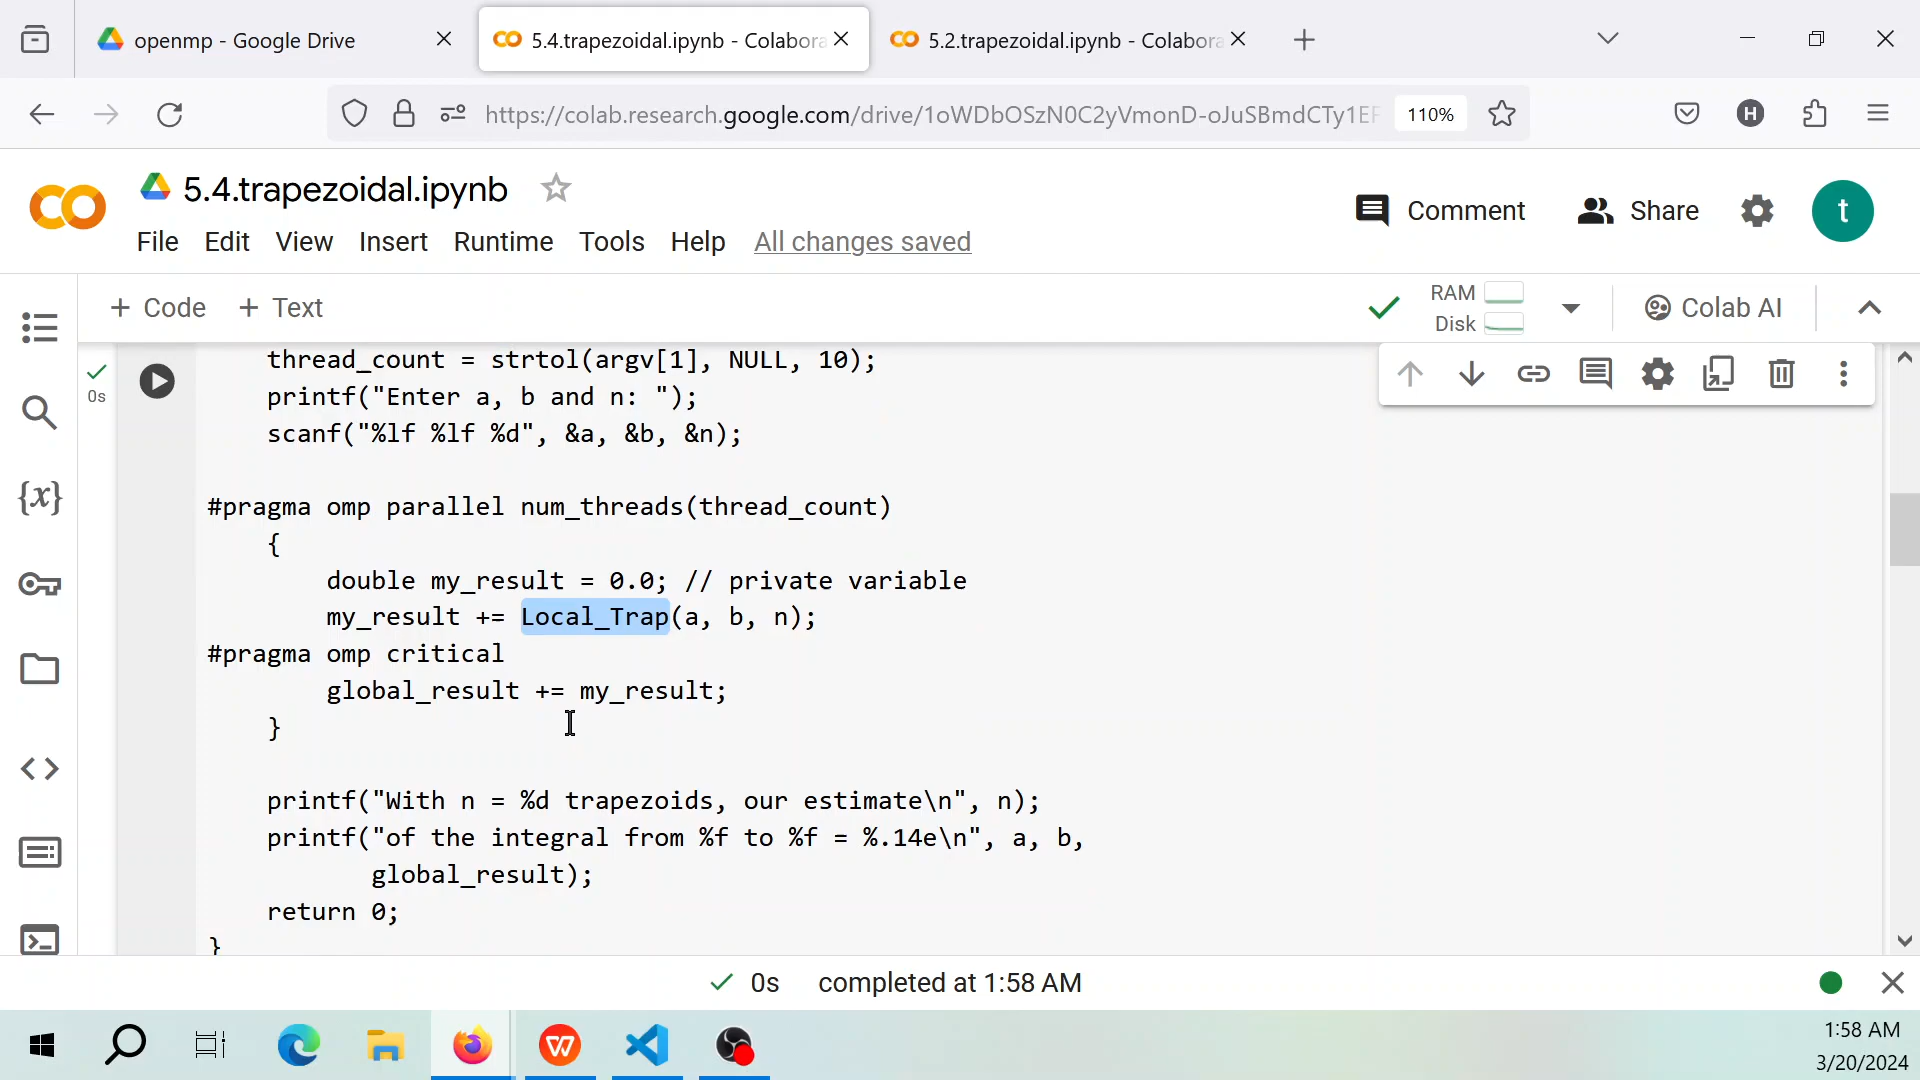 openmp - Google Drive
5.4.trapezoidal.ipynb - Colabora
5.2.trapezoidal.ipynb - Colabora
https://colab.research.google.com/drive/1oWDbOSzN0C2yVmonD-oJuSBmdCTy1EF
110%
H
5.4.trapezoidal.ipynb
Comment
Share
t
File Edit View Insert Runtime Tools Help All changes saved
+ Code + Text
RAM
Disk
Colab AI
0s
thread_count = strtol(argv[1], NULL, 10);
printf("Enter a, b and n: ");
scanf("%lf %lf %d", &a, &b, &n);
#pragma omp parallel num_threads(thread_count)
{
double my_result = 0.0; // private variable
my_result += Local_Trap(a, b, n);
#pragma omp critical
global_result += my_result;
}
printf("With n = %d trapezoids, our estimate\n", n);
printf("of the integral from %f to %f = %.14e\n", a, b,
global_result);
return 0;
}
{x}
0s completed at 1:58 AM
W
1:58 AM
3/20/2024